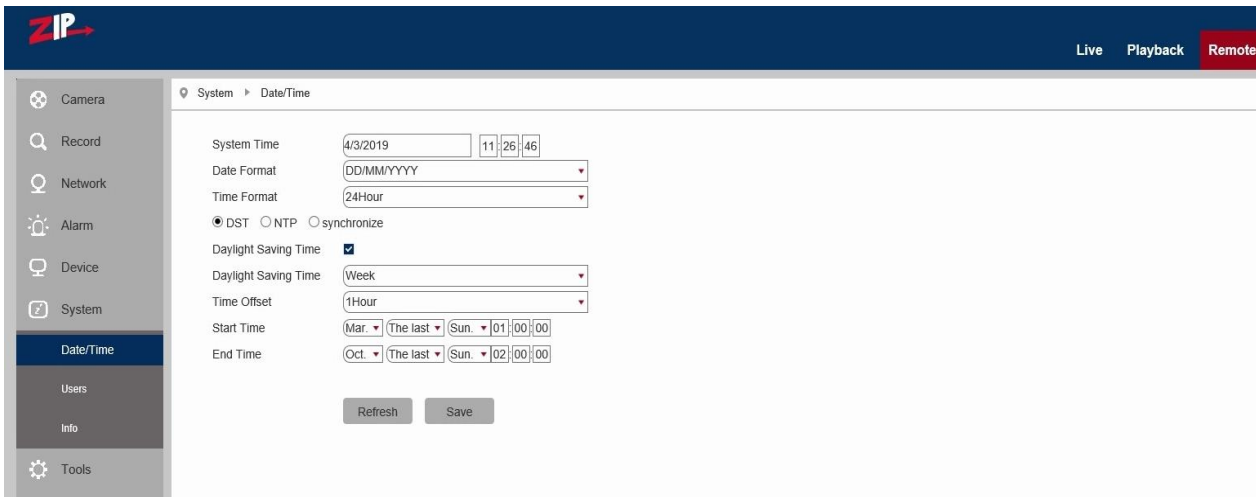 ZIP
Live Playback Remote
Camera
Record
Network
Alarm
Device
System
Date/Time
Users
Info
Tools
System Date/Time
System Time 4/3/2019 11:26:46
Date Format DD/MM/YYYY
Time Format 24Hour
DST NTP synchronize
Daylight Saving Time
Daylight Saving Time Week
Time Offset 1Hour
Start Time Mar. The last Sun. 01:00:00
End Time Oct. The last Sun. 02:00:00
Refresh Save